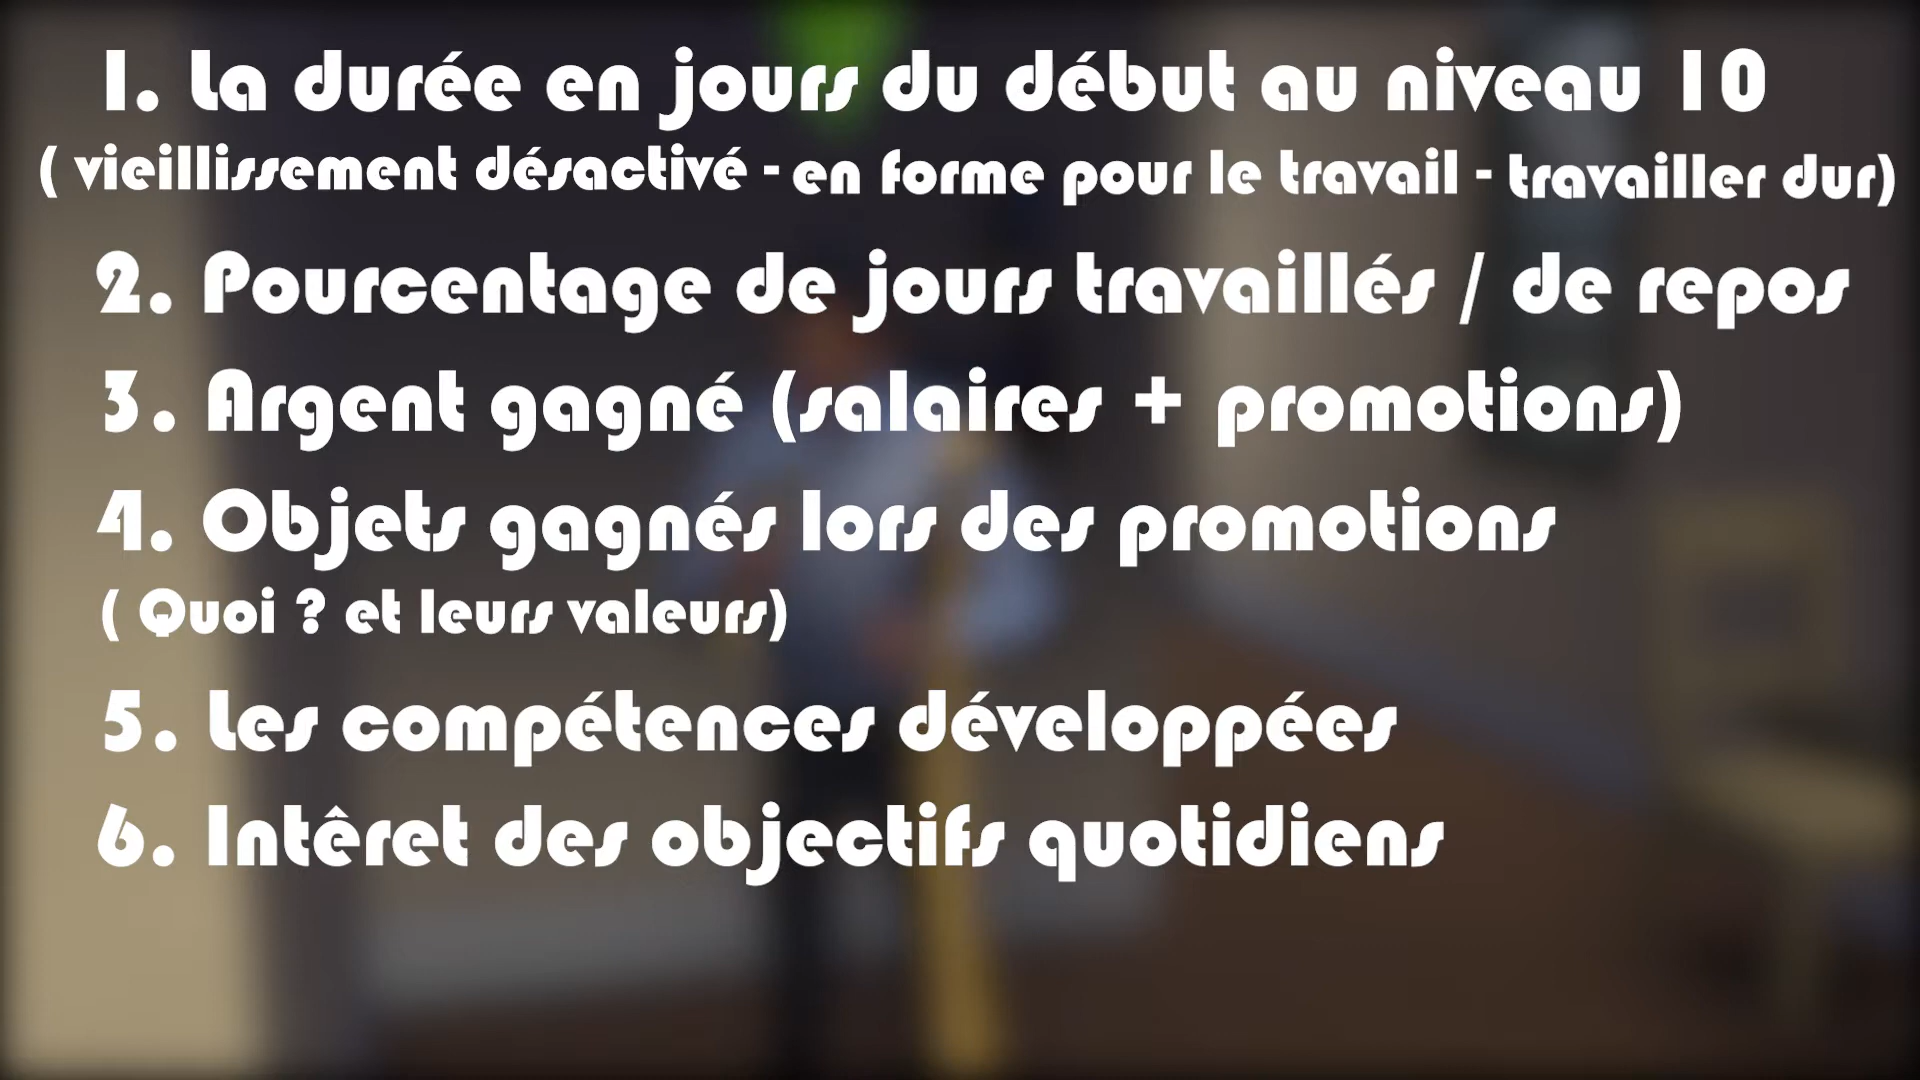 1. La durée en jours du début au niveau 10
( vieillissement désactivé - en forme pour le travail - travailler dur)
2. Pourcentage de jours travaillés / de repos
3. Argent gagné (salaires + promotions)
4. Objets gagnés lors des promotions
( Quoi ? et leurs valeurs)
5. Les compétences développées
6. Intêret des objectifs quotidiens